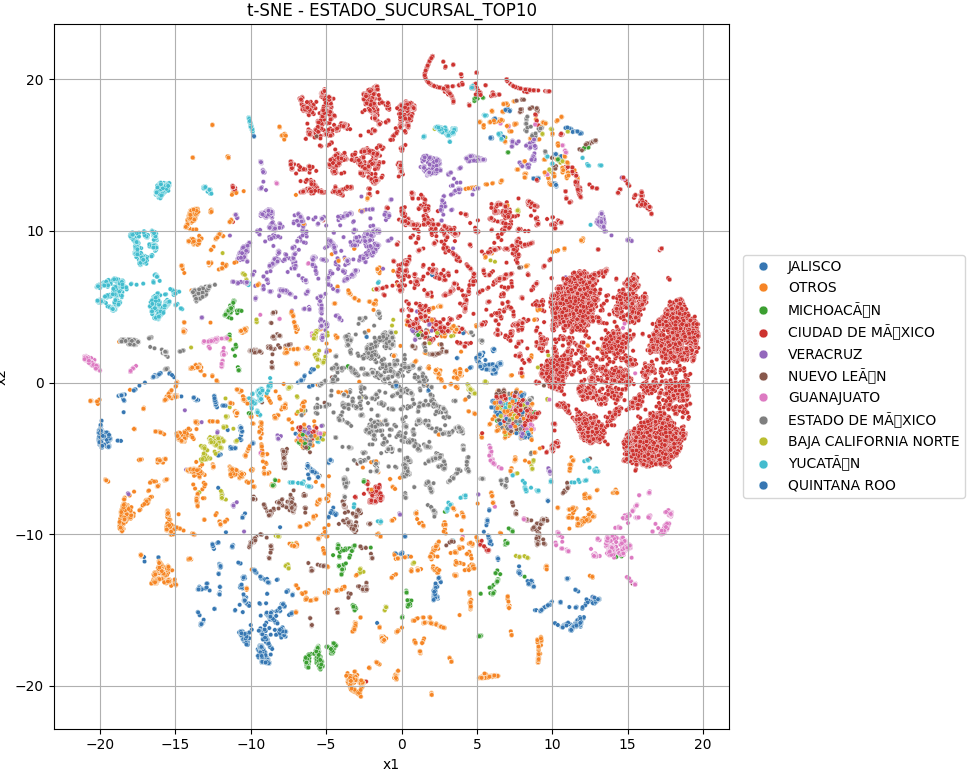 t-SNE - ESTADO_SUCURSAL_TOP10
20
10
0
−10
−20
x2
−20 −15 −10 −5 0 5 10 15 20
x1
JALISCO
OTROS
MICHOACÃ▯N
CIUDAD DE MÃ▯XICO
VERACRUZ
NUEVO LEÃ▯N
GUANAJUATO
ESTADO DE MÃ▯XICO
BAJA CALIFORNIA NORTE
YUCATÃ▯N
QUINTANA ROO